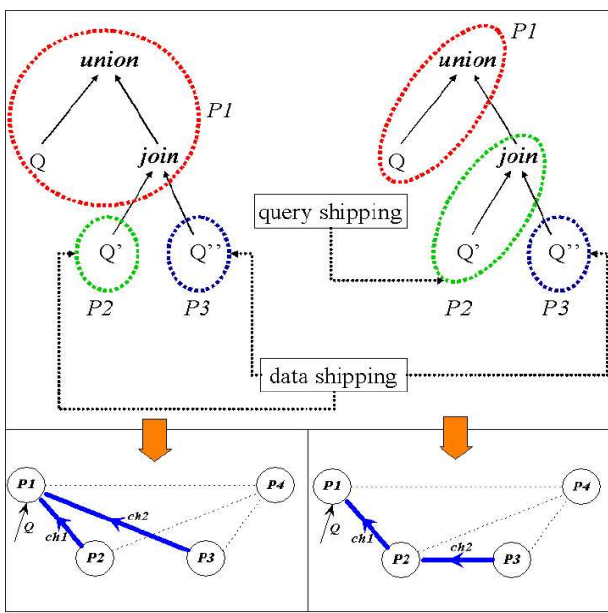 union
P1
Q
join
Q'
Q''
P2
P3
P1
union
Q
join
query shipping
Q'
Q''
P2
P3
data shipping
P1
P4
Q
ch1
ch2
P2
P3
P1
P4
Q
ch1
ch2
P2
P3